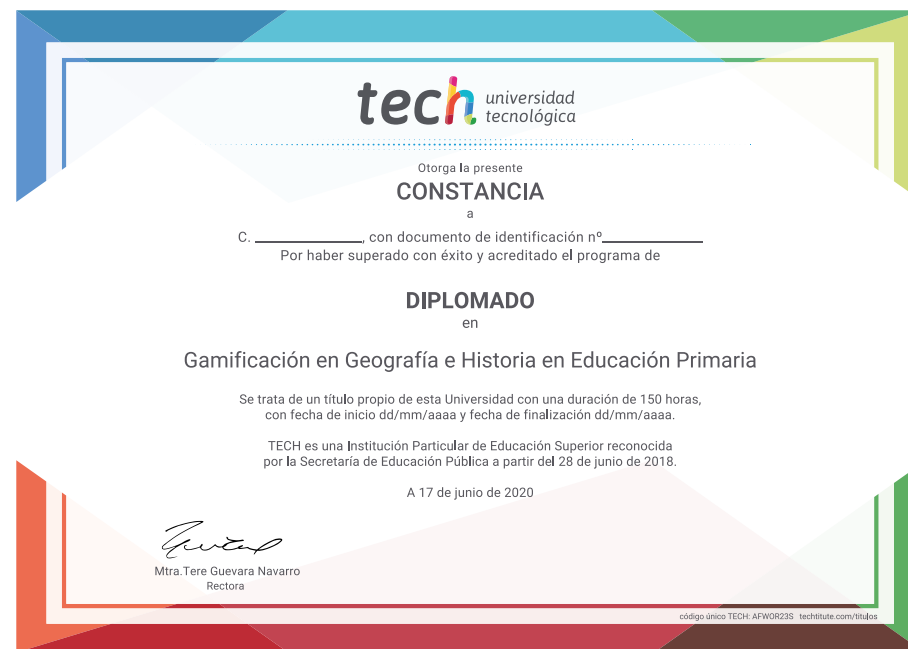 tech universidad
tecnológica
Otorga la presente
CONSTANCIA
a
C. ________________, con documento de identificación nº_______________
Por haber superado con éxito y acreditado el programa de
DIPLOMADO
en
Gamificación en Geografía e Historia en Educación Primaria
Se trata de un título propio de esta Universidad con una duración de 150 horas,
con fecha de inicio dd/mm/aaaa y fecha de finalización dd/mm/aaaa.
TECH es una Institución Particular de Educación Superior reconocida
por la Secretaría de Educación Pública a partir del 28 de junio de 2018.
A 17 de junio de 2020
Mtra.Tere Guevara Navarro
Rectora
código único TECH: AFWOR23S techtitute.com/titulos